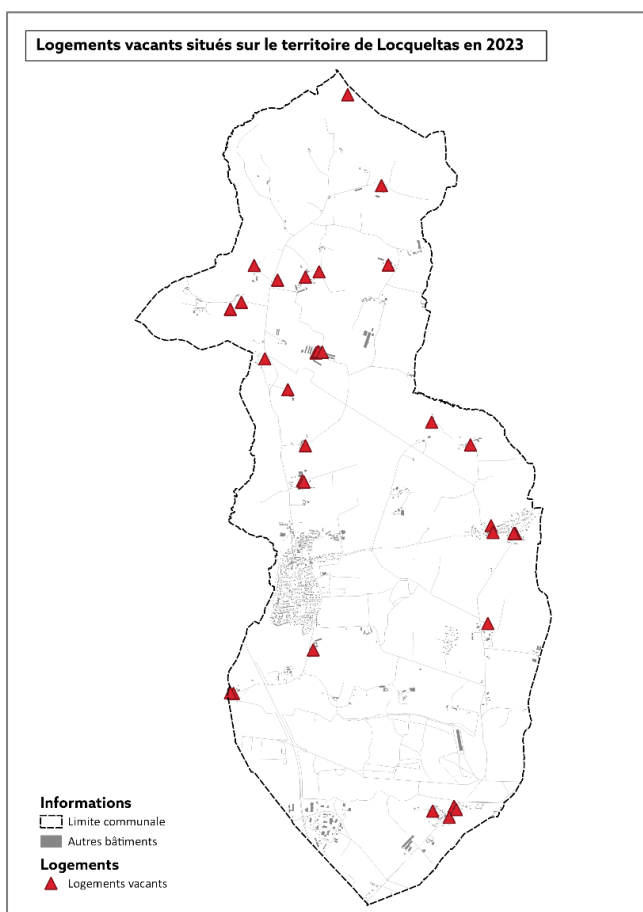 Logements vacants situés sur le territoire de Locqueltas en 2023
Informations
Limite communale
Autres bâtiments
Logements
Logements vacants